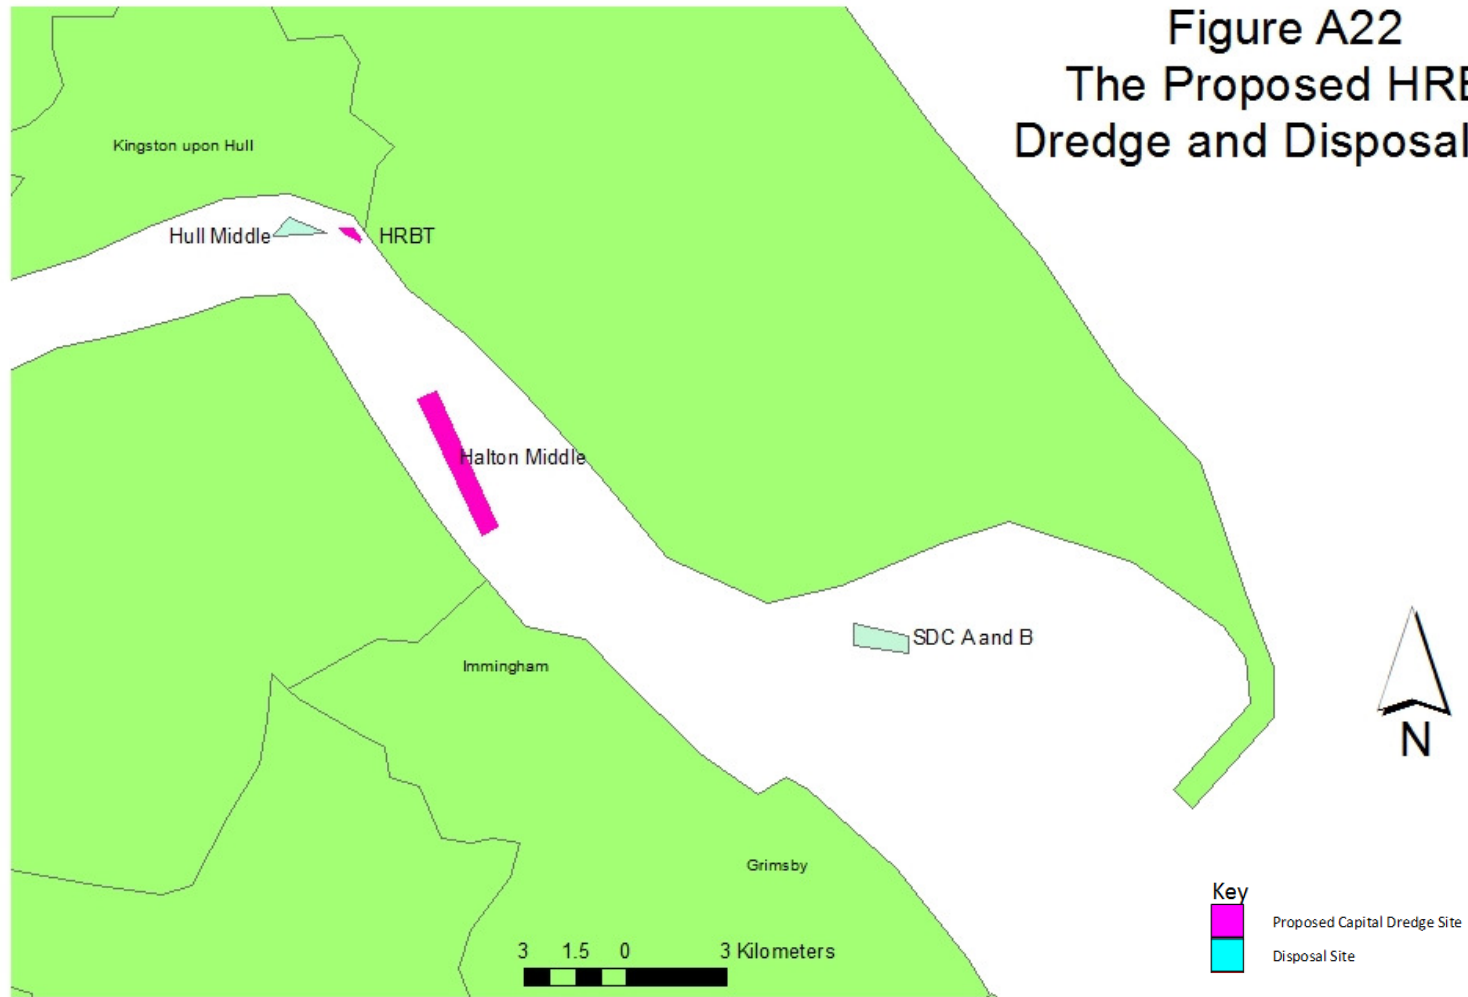 Figure A22
The Proposed HRB
Dredge and Disposal
Kingston upon Hull
Hull Middle
HRBT
Halton Middle
SDC A and B
Immingham
N
Grimsby
Key
Proposed Capital Dredge Site
Disposal Site
3 1.5 0 3 Kilometers